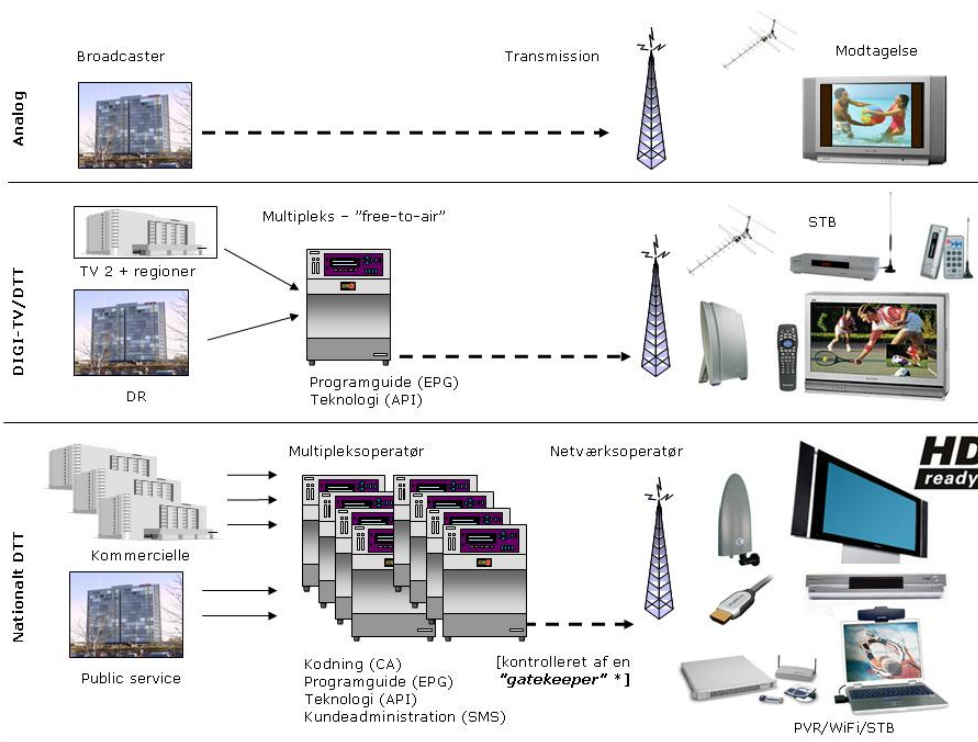 Broadcaster
Transmission
Modtagelse
Analog
Multipleks – "free-to-air"
STB
TV 2 + regioner
DR
Programguide (EPG)
Teknologi (API)
DIGI-TV/DTT
Multipleksoperatør
Netværksoperatør
HD
ready
Kommercielle
Public service
Kodning (CA)
Programguide (EPG)
Teknologi (API)
Kundeadministration (SMS)
[kontrolleret af en
"gatekeeper" *]
PVR/WiFi/STB
Nationalt DTT